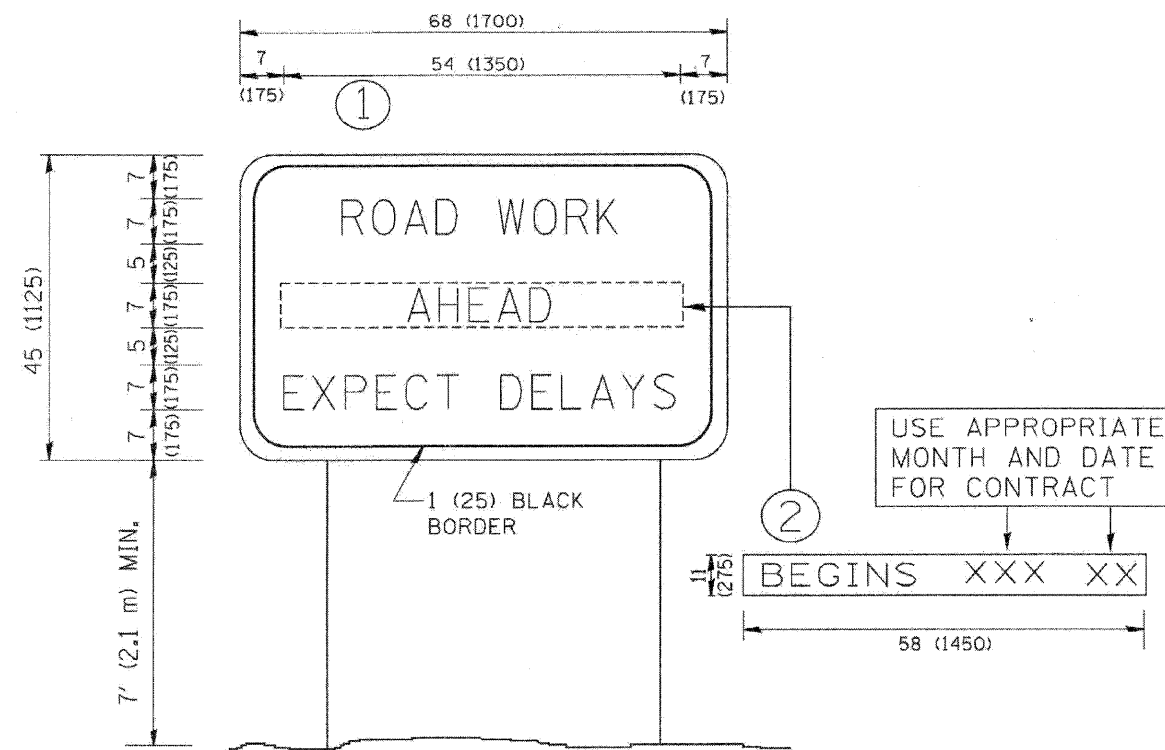 68 (1700)
7 54 (1350) 7
(175) (175)
1
45 (1125)
7 (175)
7 (175)
5 (125)
7 (175)
5 (125)
7 (175)
7 (175)
ROAD WORK
AHEAD
EXPECT DELAYS
1 (25) BLACK
BORDER
7' (2.1 m) MIN.
2
USE APPROPRIATE
MONTH AND DATE
FOR CONTRACT
11
(275)
BEGINS XXX XX
58 (1450)